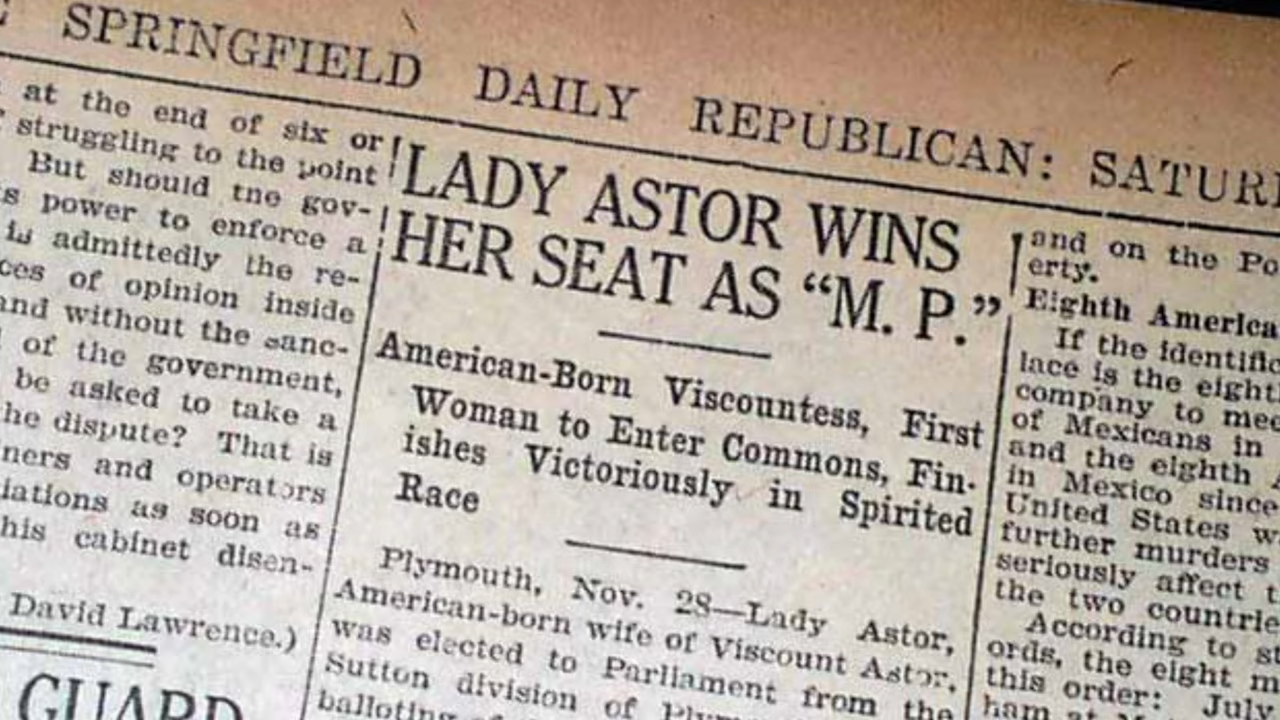 SPRINGFIELD DAILY REPUBLICAN:
at the end of six or
struggling to the point
But should tne gov-
power to enforce a
is admittedly the re-
of opinion inside
and without the sanc-
of the government,
be asked to take a
dispute? That is
and operators
as soon as
his cabinet disen-
David Lawrence.)
GUARD
LADY ASTOR WINS
HER SEAT AS “M. P.”
American-Born Viscountess, First
Woman to Enter Commons, Fin-
ishes Victoriously in Spirited
Race
Plymouth, Nov. 28—Lady Astor,
American-born wife of Viscount Astor,
was elected to Parliament from the
Sutton division of
balloting
and on the Po
erty.
Eighth America
If the identific
lace is the eight
company to mee
of Mexicans in
and the eighth
in Mexico since
United States
further murders
seriously affect
the two countrie
According to st
ords, the eight m
this order: July